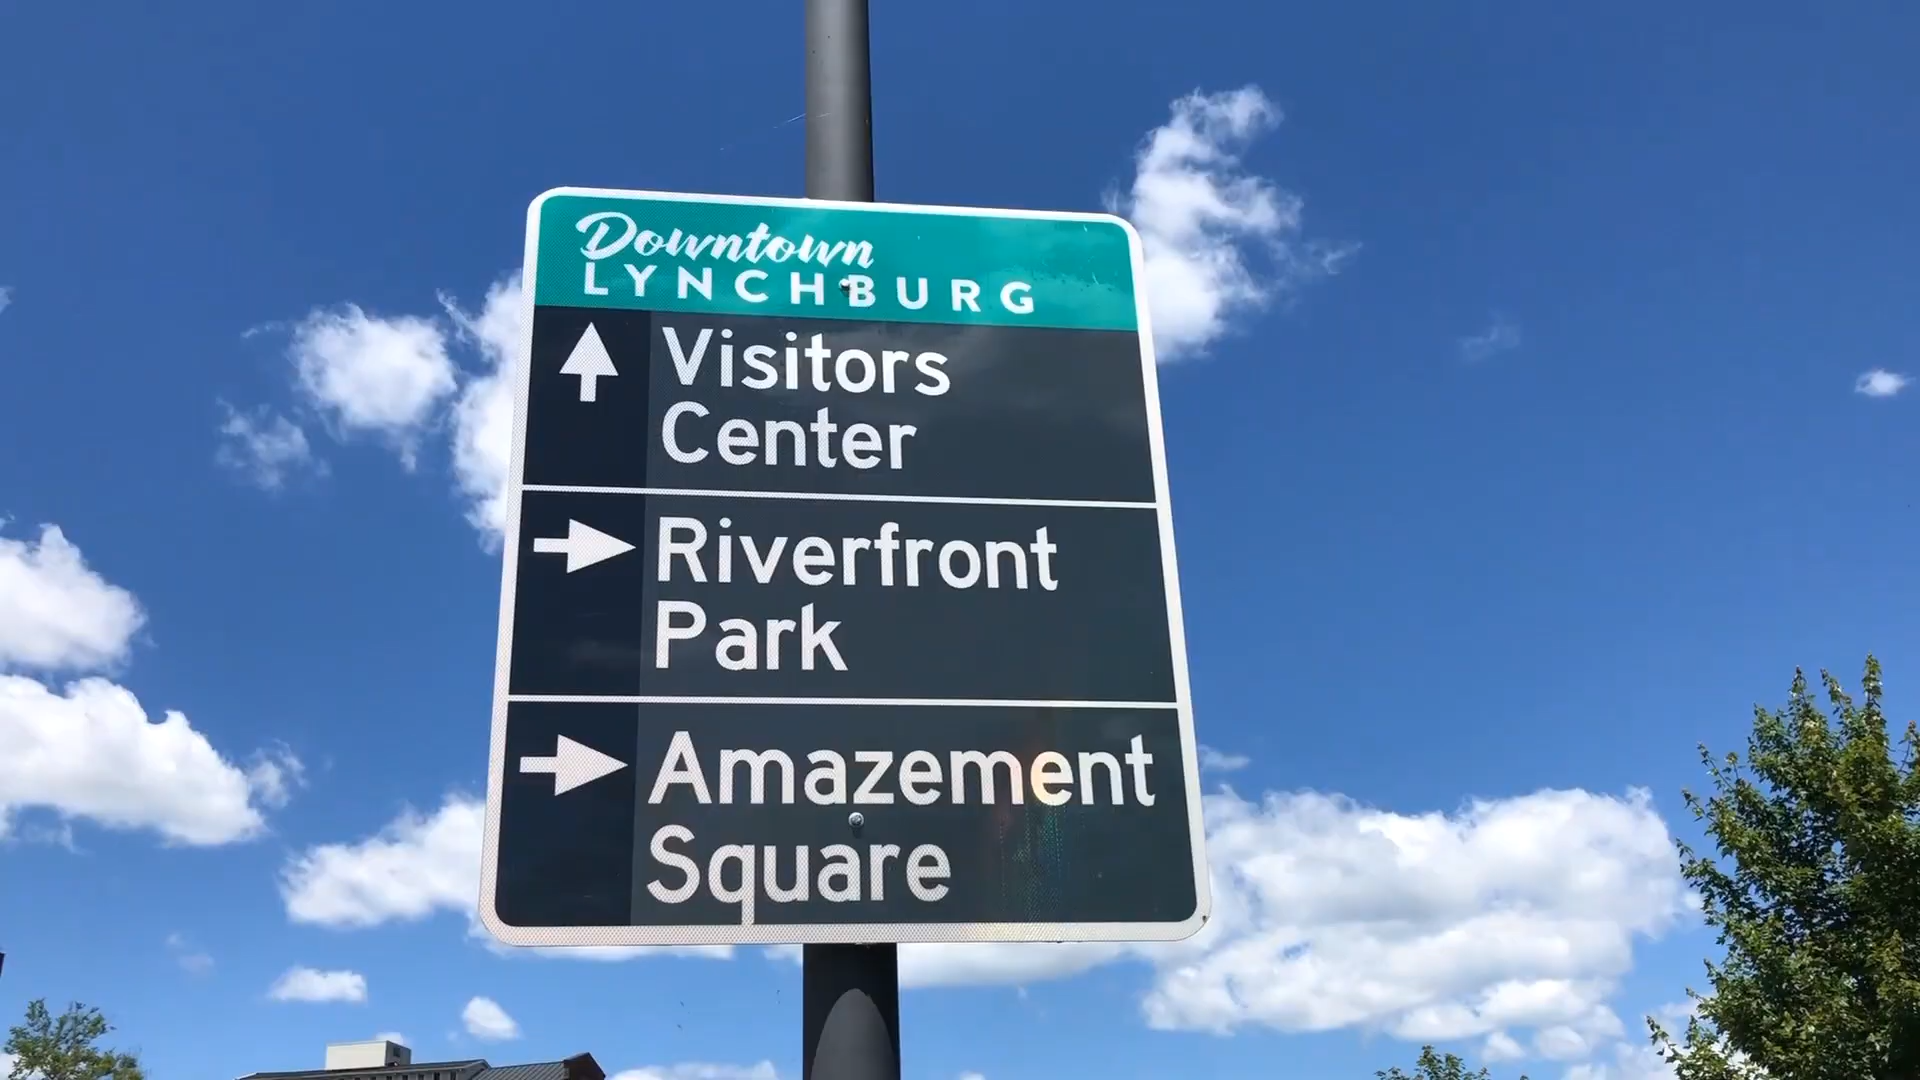 Downtown
LYNCHBURG
Visitors
Center
Riverfront
Park
Amazement
Square